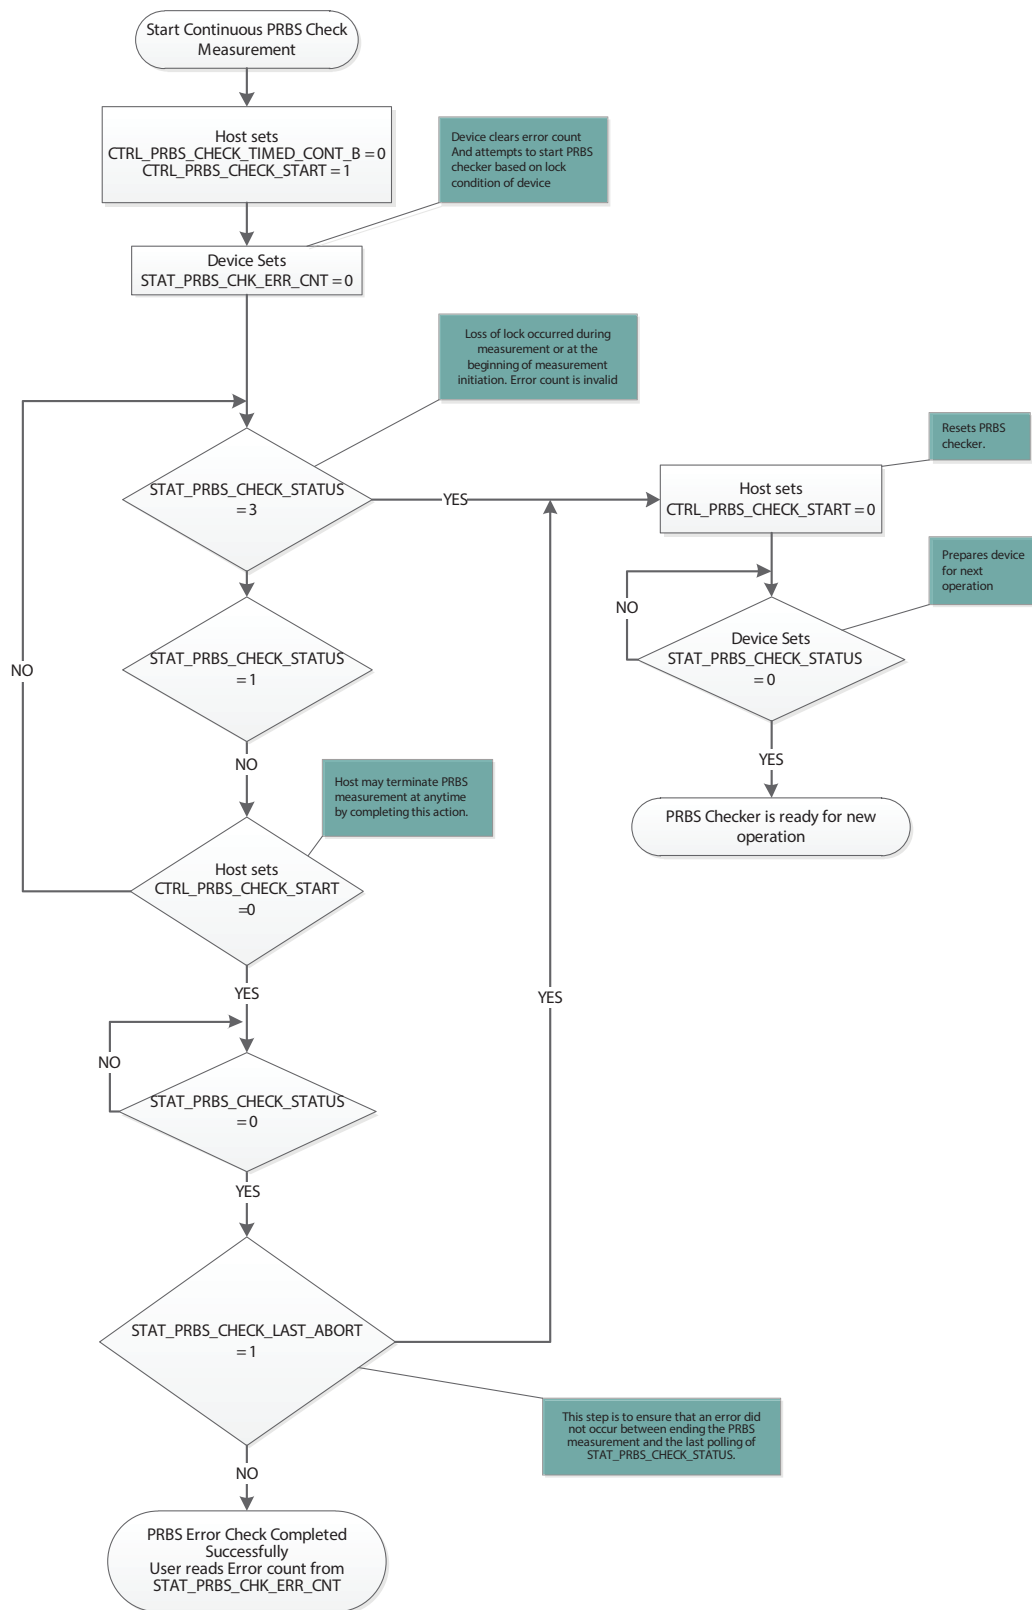 Start Continuous PRBS Check
Measurement
Host sets
CTRL_PRBS_CHECK_TIMED_CONT_B = 0
CTRL_PRBS_CHECK_START = 1
Device clears error count
And attempts to start PRBS
checker based on lock
condition of device
Device Sets
STAT_PRBS_CHK_ERR_CNT = 0
Loss of lock occurred during
measurement or at the
beginning of measurement
initiation. Error count is invalid
Resets PRBS
checker.
STAT_PRBS_CHECK_STATUS
= 3
YES
Host sets
CTRL_PRBS_CHECK_START = 0
Prepares device
for next
operation
NO
Device Sets
STAT_PRBS_CHECK_STATUS
= 0
STAT_PRBS_CHECK_STATUS
= 1
NO
YES
NO
Host may terminate PRBS
measurement at anytime
by completing this action.
PRBS Checker is ready for new
operation
Host sets
CTRL_PRBS_CHECK_START
=0
YES
YES
NO
STAT_PRBS_CHECK_STATUS
= 0
YES
STAT_PRBS_CHECK_LAST_ABORT
= 1
This step is to ensure that an error did
not occur between ending the PRBS
measurement and the last polling of
STAT_PRBS_CHECK_STATUS.
NO
PRBS Error Check Completed
Successfully
User reads Error count from
STAT_PRBS_CHK_ERR_CNT